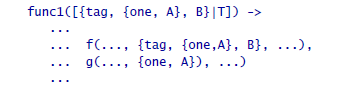 func1([{tag, {one, A}, B}|T]) ->
...
... f(..., {tag, {one,A}, B}, ...),
... g(..., {one, A}), ...)
...